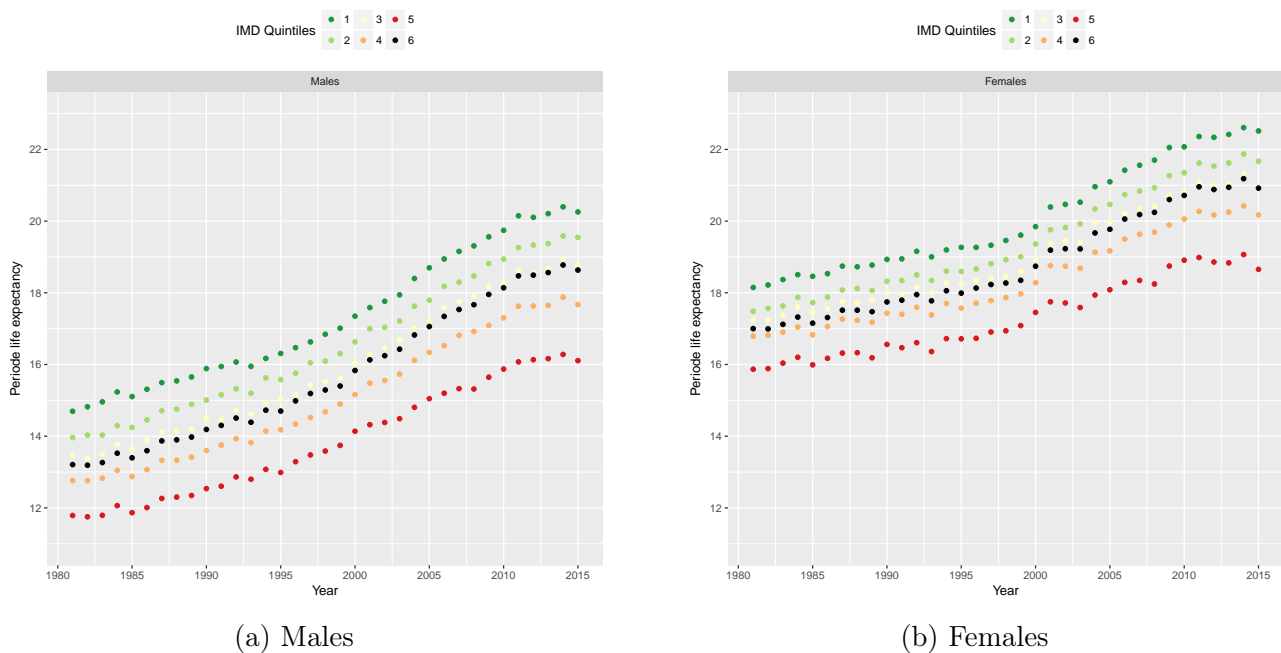 IMD Quintiles 1 3 5
2 4 6
Males
Periode life expectancy
22
20
18
16
14
12
1980 1985 1990 1995 2000 2005 2010 2015
Year
(a) Males
IMD Quintiles 1 3 5
2 4 6
Females
Periode life expectancy
22
20
18
16
14
12
1980 1985 1990 1995 2000 2005 2010 2015
Year
(b) Females